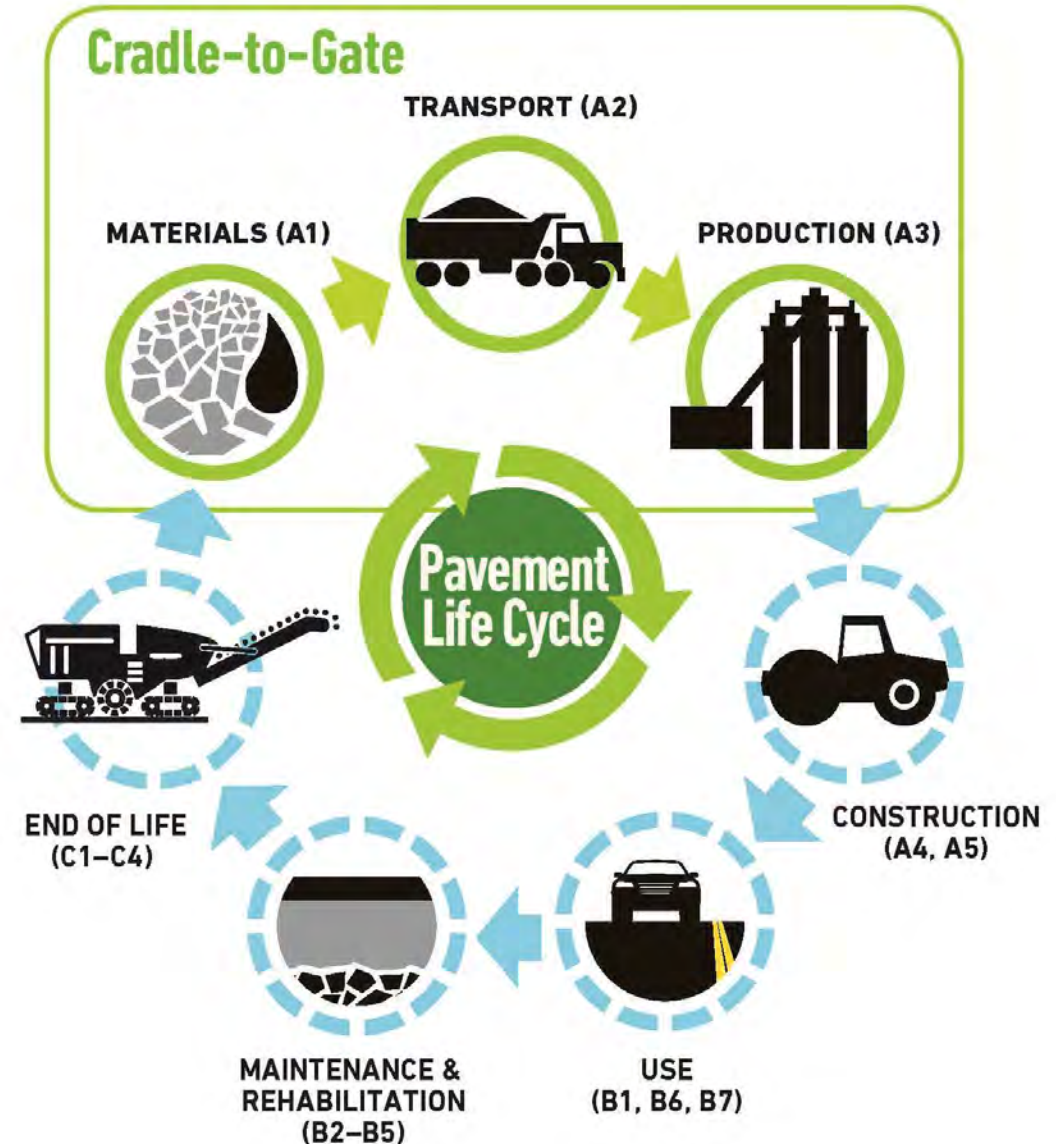 Cradle-to-Gate
TRANSPORT (A2)
MATERIALS (A1)
PRODUCTION (A3)
Pavement
Life Cycle
CONSTRUCTION
(A4, A5)
END OF LIFE
(C1–C4)
USE
(B1, B6, B7)
MAINTENANCE &
REHABILITATION
(B2–B5)